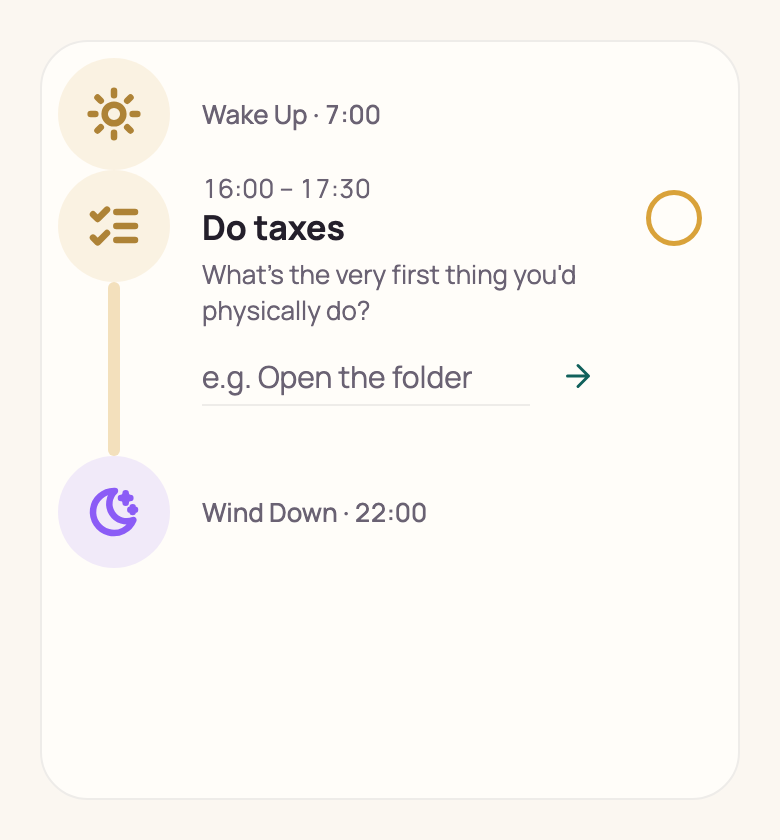 Wake Up · 7:00
16:00 – 17:30
Do taxes
What's the very first thing you'd
physically do?
e.g. Open the folder
Wind Down · 22:00